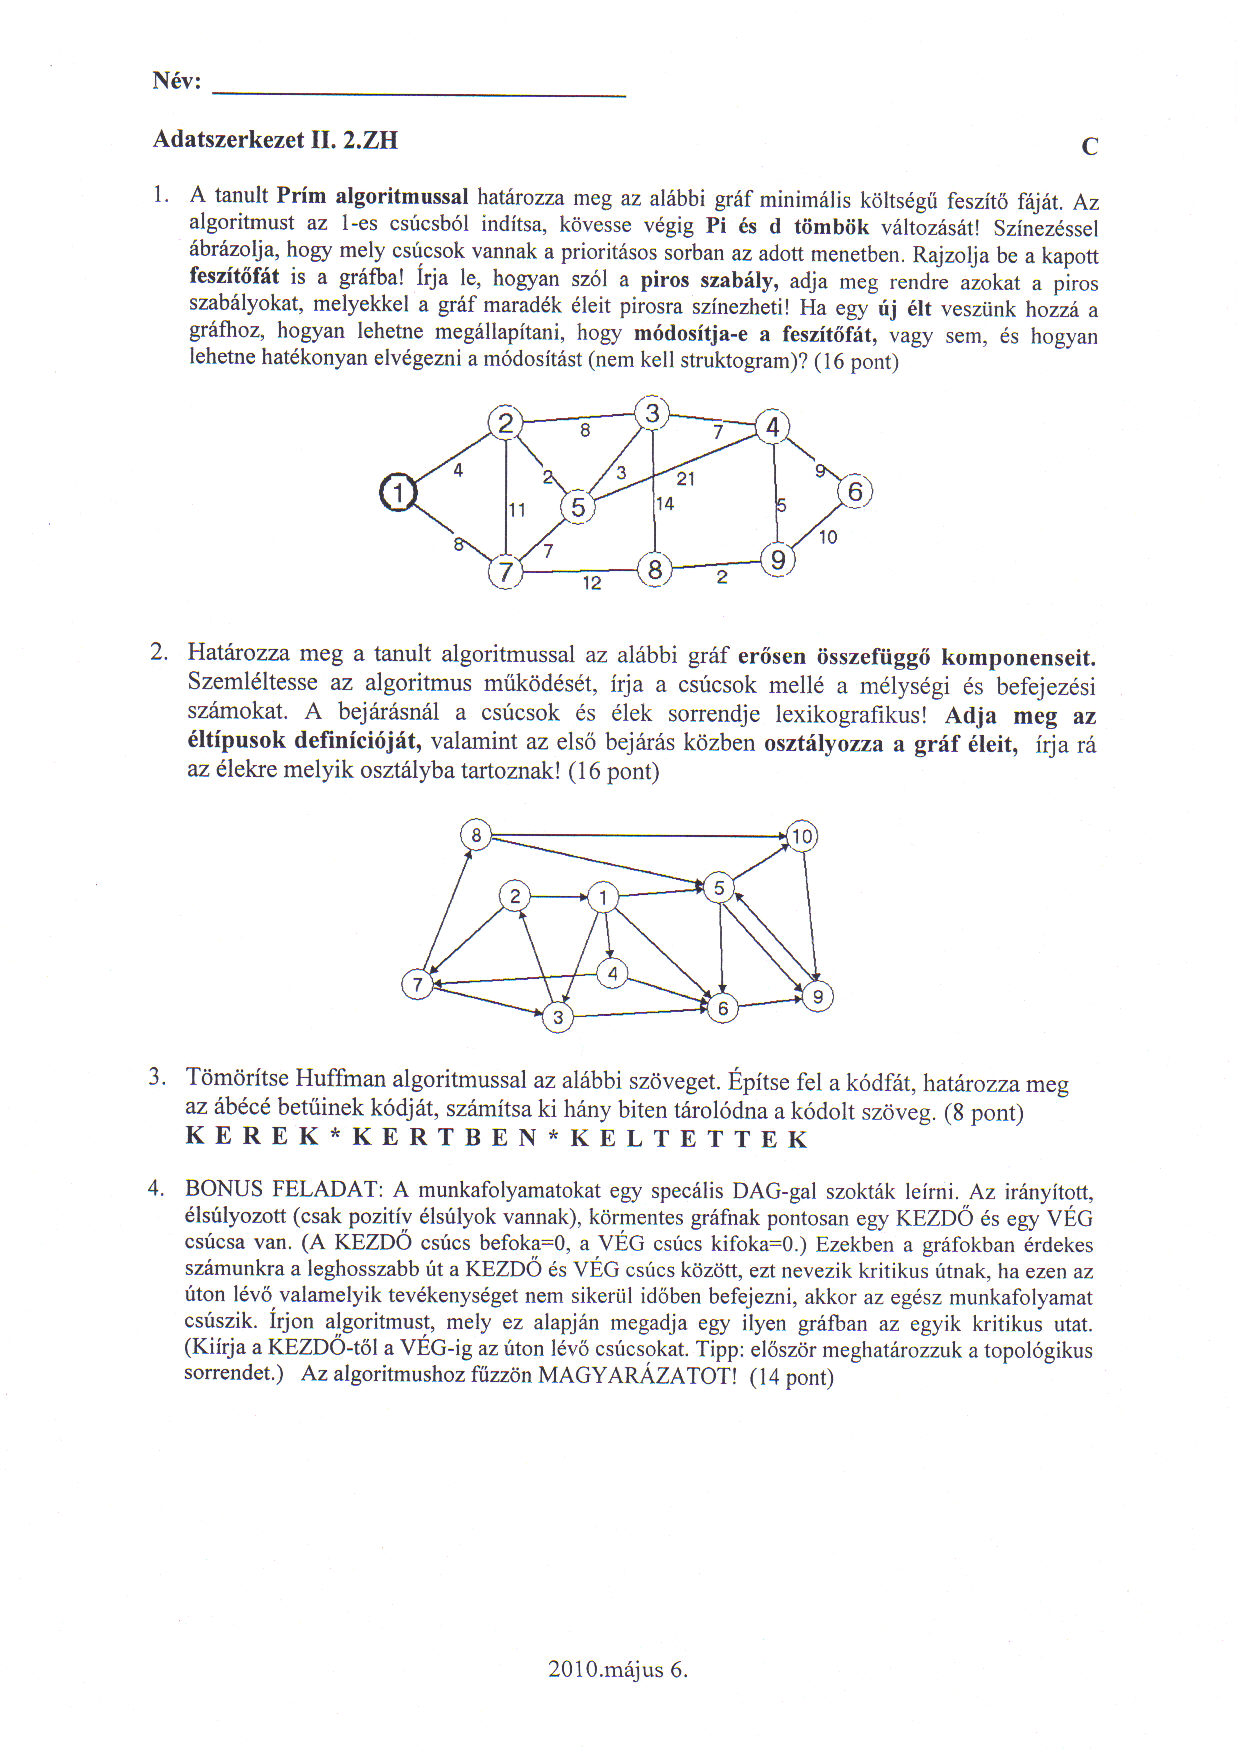 Név:
Adatszerkezet II. 2.ZH
C
1. A tanult Prím algoritmussal határozza meg az alábbi gráf minimális költségű feszítő fáját. Az
algoritmust az 1-es csúcsból indítsa, kövesse végig Pi és d tömbök változását! Színezéssel
ábrázolja, hogy mely csúcsok vannak a prioritásos sorban az adott menetben. Rajzolja be a kapott
feszítőfát is a gráfba! Írja le, hogyan szól a piros szabály, adja meg rendre azokat a piros
szabályokat, melyekkel a gráf maradék éleit pirosra színezheti! Ha egy új élt veszünk hozzá a
gráfhoz, hogyan lehetne megállapítani, hogy módosítja-e a feszítőfát, vagy sem, és hogyan
lehetne hatékonyan elvégezni a módosítást (nem kell struktogram)? (16 pont)
2 8 3 7 4
4 2 3 21 9
1 11 5 14 5 6
8 7 10
7 12 8 2 9
2. Határozza meg a tanult algoritmussal az alábbi gráf erősen összefüggő komponenseit.
Szemléltesse az algoritmus működését, írja a csúcsok mellé a mélységi és befejezési
számokat. A bejárásnál a csúcsok és élek sorrendje lexikografikus! Adja meg az
éltípusok definícióját, valamint az első bejárás közben osztályozza a gráf éleit, írja rá
az élekre melyik osztályba tartoznak! (16 pont)
8 10
2 1 5
7 4 9
3 6
3. Tömörítse Huffman algoritmussal az alábbi szöveget. Építse fel a kódfát, határozza meg
az ábécé betűinek kódját, számítsa ki hány biten tárolódna a kódolt szöveg. (8 pont)
K E R E K * K E R T B E N * K E L T E T T E K
4. BONUS FELADAT: A munkafolyamatokat egy specális DAG-gal szokták leírni. Az irányított,
élsúlyozott (csak pozitív élsúlyok vannak), körmentes gráfnak pontosan egy KEZDŐ és egy VÉG
csúcsa van. (A KEZDŐ csúcs befoka=0, a VÉG csúcs kifoka=0.) Ezekben a gráfokban érdekes
számunkra a leghosszabb út a KEZDŐ és VÉG csúcs között, ezt nevezik kritikus útnak, ha ezen az
úton lévő valamelyik tevékenységet nem sikerül időben befejezni, akkor az egész munkafolyamat
csúszik. Írjon algoritmust, mely ez alapján megadja egy ilyen gráfban az egyik kritikus utat.
(Kiírja a KEZDŐ-től a VÉG-ig az úton lévő csúcsokat. Tipp: először meghatározzuk a topológikus
sorrendet.) Az algoritmushoz fűzzön MAGYARÁZATOT! (14 pont)
2010.május 6.